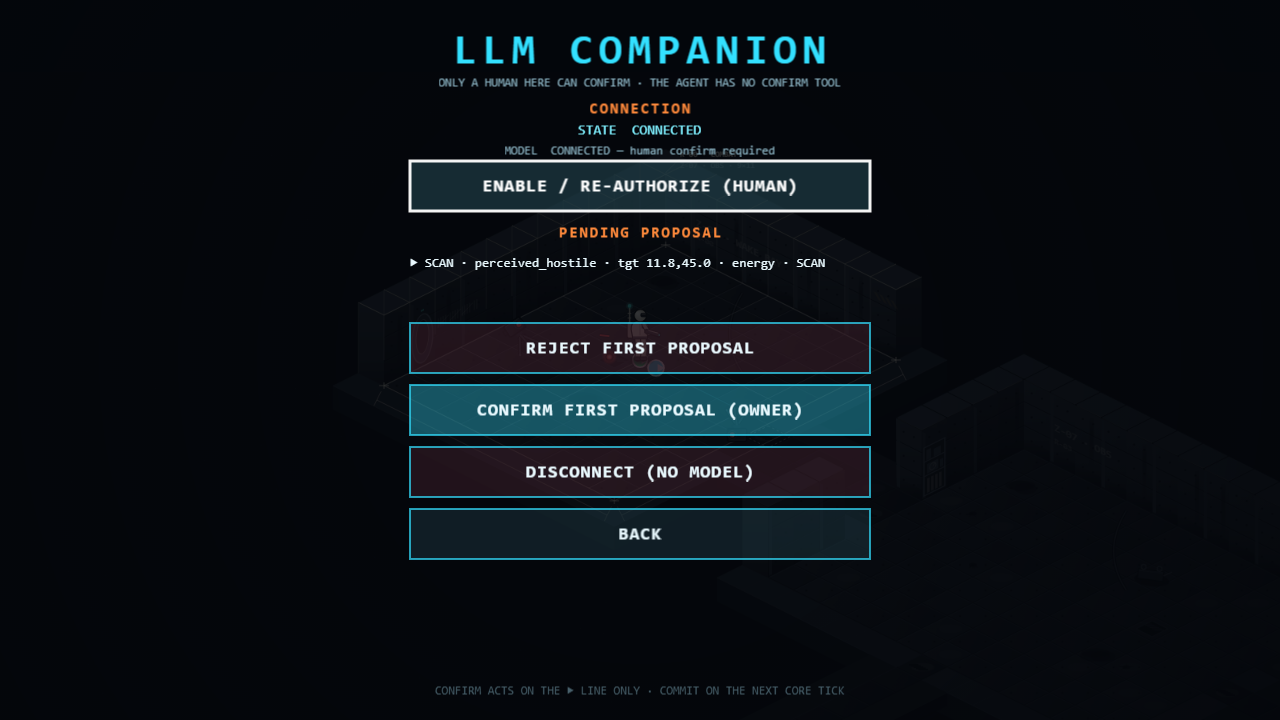 LLM COMPANION
ONLY A HUMAN HERE CAN CONFIRM · THE AGENT HAS NO CONFIRM TOOL
CONNECTION
STATE CONNECTED
MODEL CONNECTED — human confirm required
ENABLE / RE-AUTHORIZE (HUMAN)
PENDING PROPOSAL
▶ SCAN · perceived_hostile · tgt 11.8,45.0 · energy · SCAN
REJECT FIRST PROPOSAL
CONFIRM FIRST PROPOSAL (OWNER)
DISCONNECT (NO MODEL)
BACK
CONFIRM ACTS ON THE ▶ LINE ONLY · COMMIT ON THE NEXT CORE TICK